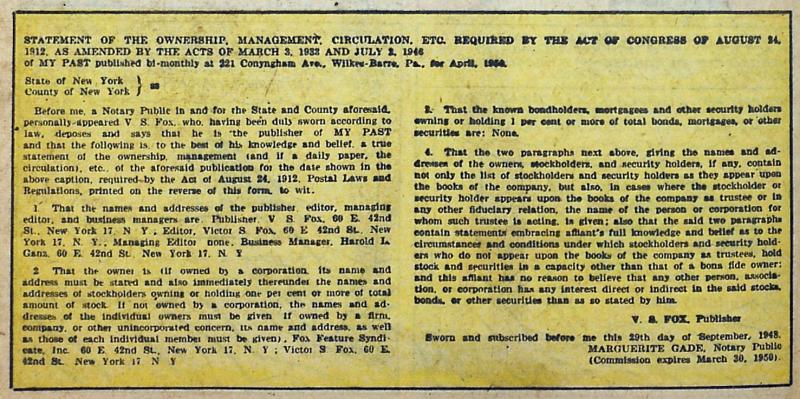 STATEMENT OF THE OWNERSHIP, MANAGEMENT, CIRCULATION, ETC. REQUIRED BY THE ACT OF CONGRESS OF AUGUST 24,
1912, AS AMENDED BY THE ACTS OF MARCH 3, 1933 AND JULY 2, 1946
of MY PAST published bi-monthly at 221 Conyngham Ave., Wilkes-Barre, Pa., for April,
State of New York } ss
County of New York }
Before me, a Notary Public in and for the State and County aforesaid,
personally appeared V. S. Fox, who, having been duly sworn according to
law, deposes and says that he is the publisher of MY PAST
and that the following is, to the best of his knowledge and belief, a true
statement of the ownership, management (and if a daily paper, the
circulation), etc., of the aforesaid publication for the date shown in the
above caption, required by the Act of August 24, 1912, Postal Laws and
Regulations, printed on the reverse of this form, to wit.
1 That the names and addresses of the publisher, editor, managing
editor, and business managers are: Publisher, V S. Fox, 60 E. 42nd
St., New York 17 N Y, Editor, Victor S Fox, 60 E. 42nd St., New
York 17, N. Y., Managing Editor none, Business Manager, Harold L.
Ganz, 60 E. 42nd St. New York 17. N. Y
2 That the owner is (if owned by a corporation, its name and
address must be stated and also immediately thereunder the names and
addresses of stockholders owning or holding one per cent or more of total
amount of stock. If not owned by a corporation, the names and ad-
dresses of the individual owners must be given If owned by a firm,
company, or other unincorporated concern, its name and address, as well
as those of each individual member must be given), Fox Feature Syndi-
cate, Inc. 60 E. 42nd St., New York 17, N. Y; Victor S Fox, 60 E.
42nd St. New York 17 N Y
3. That the known bondholders, mortgagees and other security holders
owning or holding 1 per cent or more of total bonds, mortgages, or other
securities are: None.
4. That the two paragraphs next above, giving the names and ad-
dresses of the owners, stockholders, and security holders, if any, contain
not only the list of stockholders and security holders as they appear upon
the books of the company, but also, in cases where the stockholder or
security holder appears upon the books of the company as trustee or in
any other fiduciary relation, the name of the person or corporation for
whom such trustee is acting, is given; also that the said two paragraphs
contain statements embracing affiant's full knowledge and belief as to the
circumstances and conditions under which stockholders and security hold-
ers who do not appear upon the books of the company as trustees, hold
stock and securities in a capacity other than that of a bona fide owner;
and this affiant has no reason to believe that any other person, associa-
tion, or corporation has any interest direct or indirect in the said stocks,
bonds, or other securities than as so stated by him.
V. S. FOX, Publisher
Sworn and subscribed before me this 29th day of September, 1948.
MARGUERITE GADE, Notary Public
(Commission expires March 30, 1950).